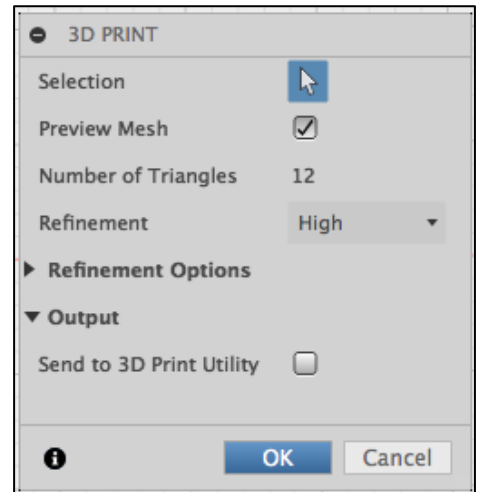 3D PRINT
Selection
Preview Mesh
Number of Triangles 12
Refinement High
Refinement Options
Output
Send to 3D Print Utility
OK Cancel